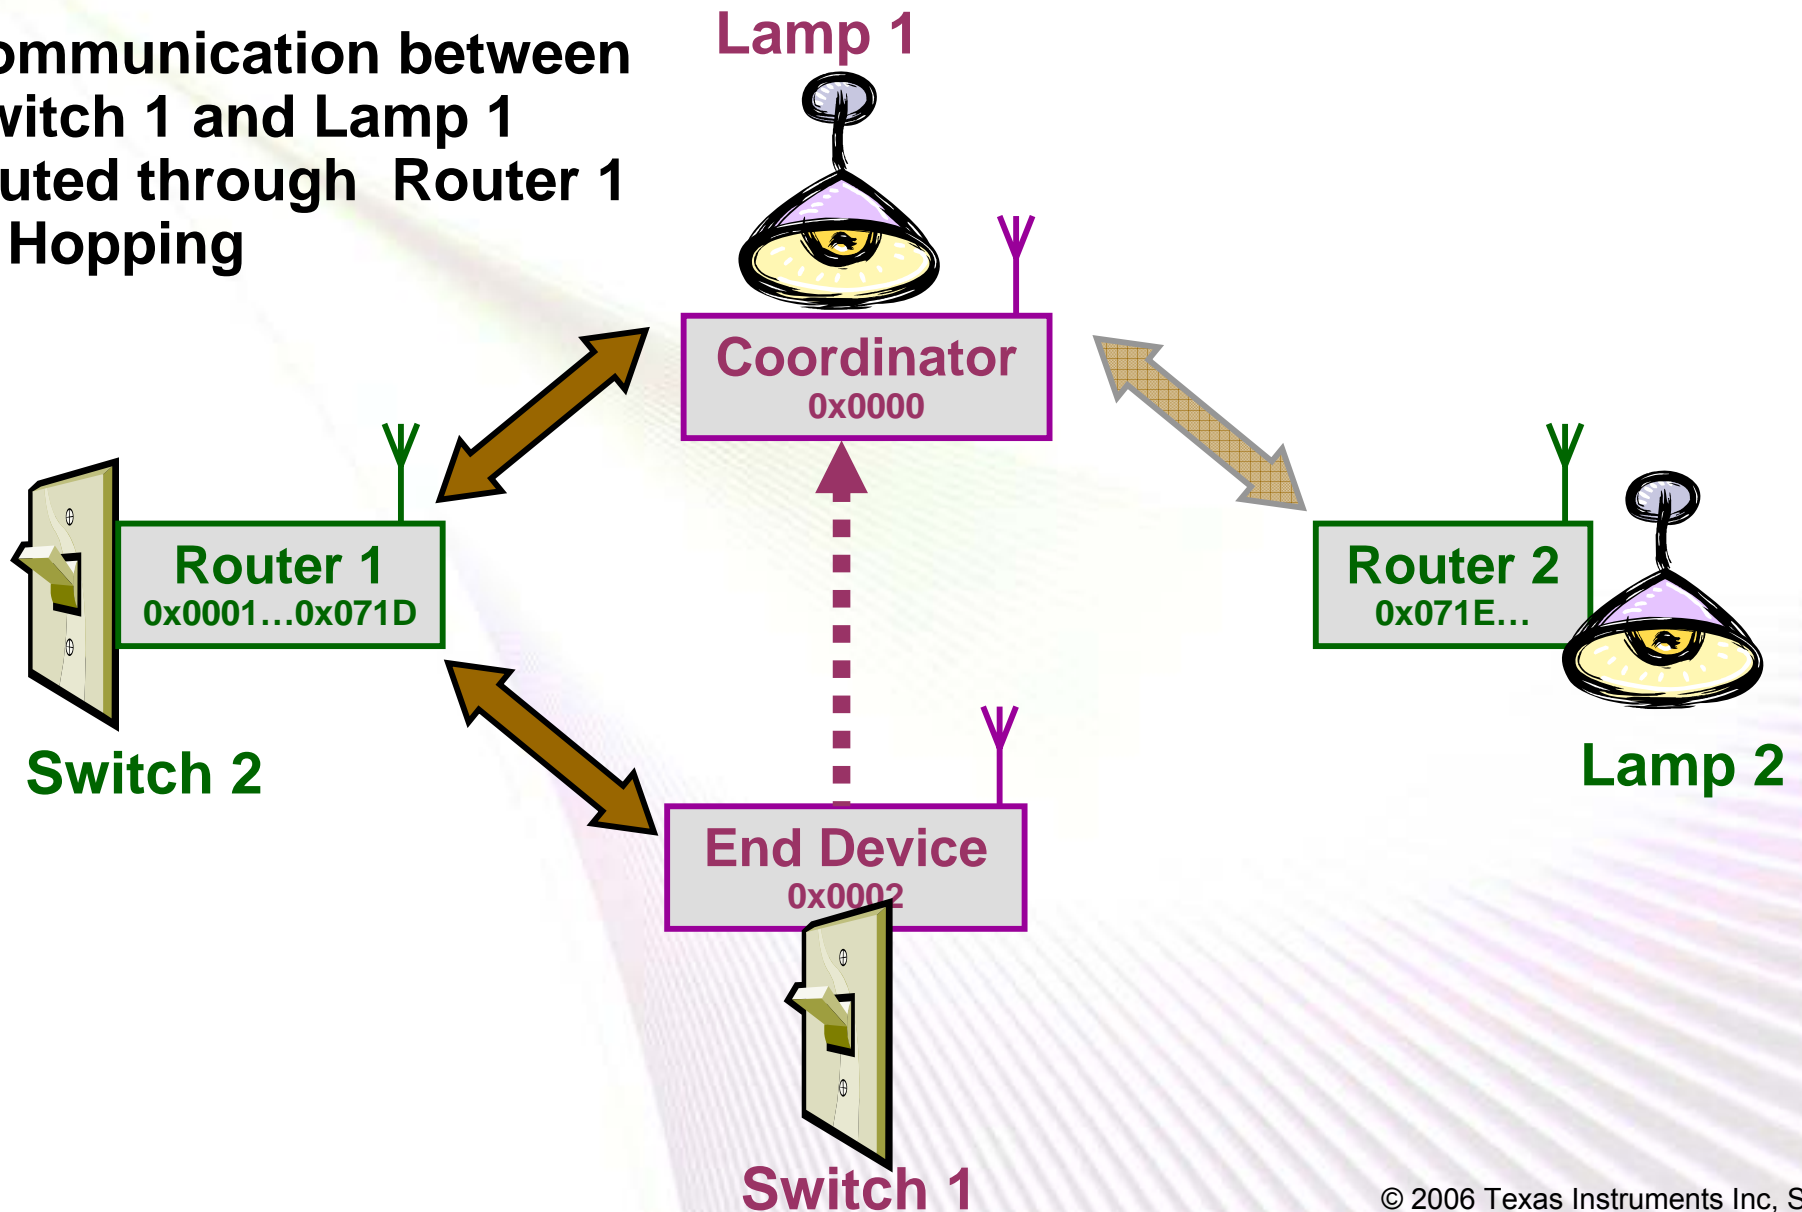 ommunication between
witch 1 and Lamp 1
uted through Router 1
Hopping
Lamp 1
Coordinator
0x0000
Router 1
0x0001...0x071D
Router 2
0x071E...
Switch 2
Lamp 2
End Device
0x0002
Switch 1
© 2006 Texas Instruments Inc, S